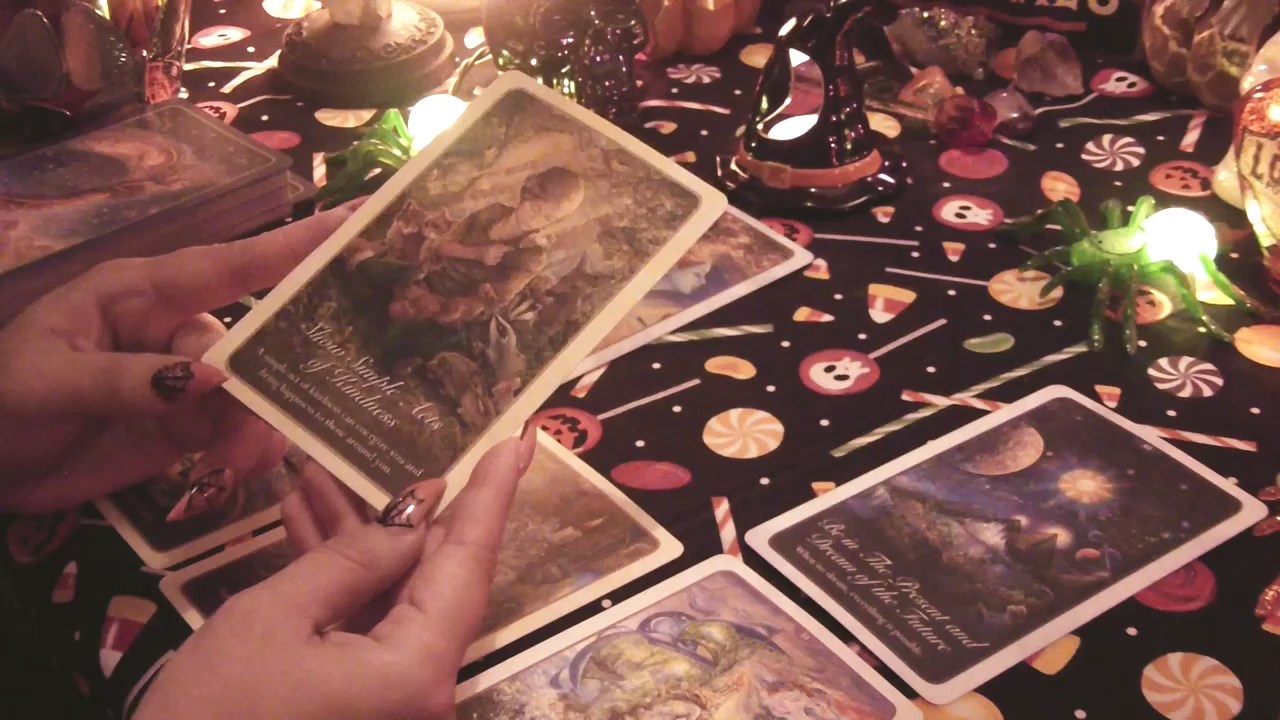 Show Simple Acts
of Kindness
A simple act of kindness can energize you and
bring happiness to those around you
Be in The Present and
Dream of the Future
When we dream, everything is possible